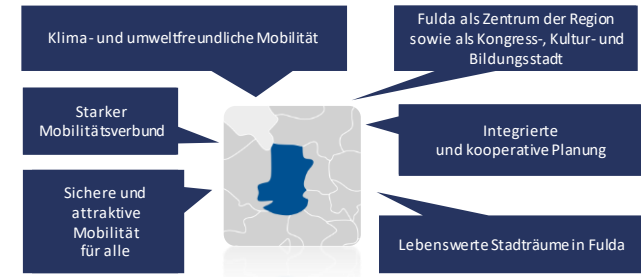 Klima- und umweltfreundliche Mobilität
Fulda als Zentrum der Region
sowie als Kongress-, Kultur- und
Bildungsstadt
Starker
Mobilitätsverbund
Integrierte
und kooperative Planung
Sichere und
attraktive
Mobilität
für alle
Lebenswerte Stadträume in Fulda